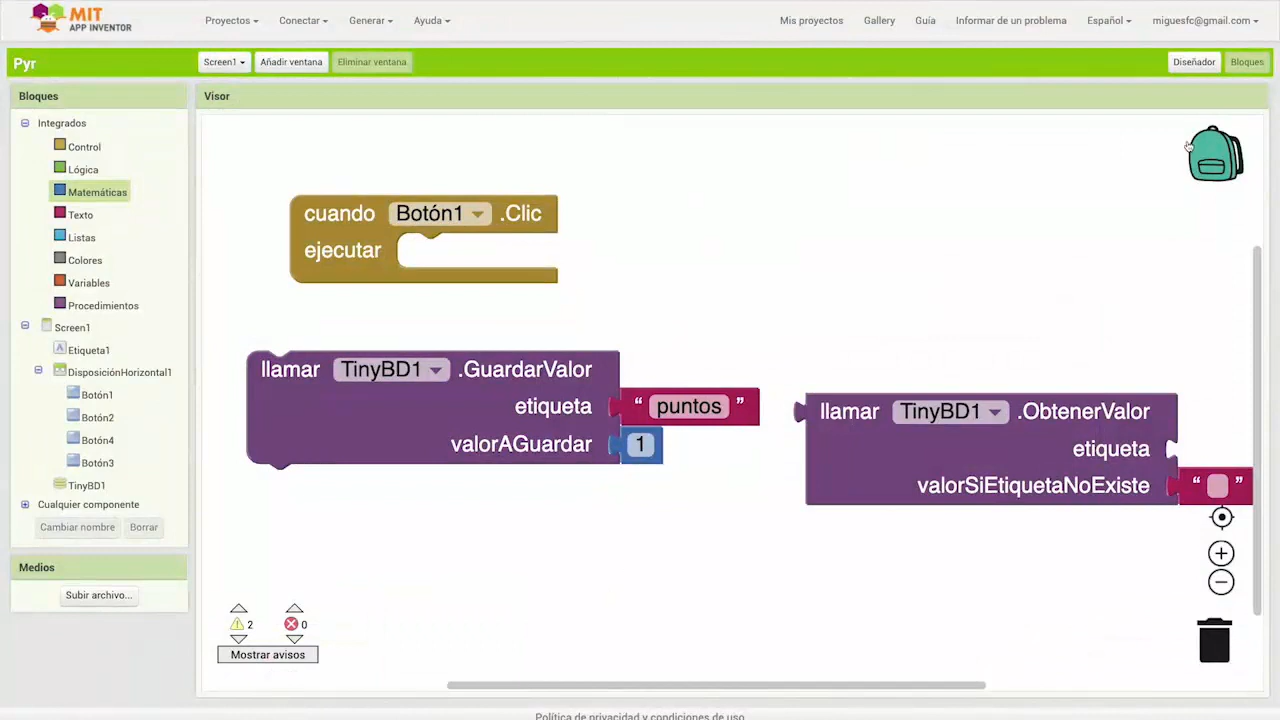 MIT
APP INVENTOR
Proyectos Conectar Generar Ayuda Mis proyectos Gallery Guía Informar de un problema Español miguesfc@gmail.com
Pyr Screen1 Añadir ventana Eliminar ventana Diseñador Bloques
Bloques Visor
Integrados
Control
Lógica
Matemáticas
Texto
Listas
Colores
Variables
Procedimientos
Screen1
Etiqueta1
DisposiciónHorizontal1
Botón1
Botón2
Botón4
Botón3
TinyBD1
Cualquier componente
Cambiar nombre Borrar
Medios
Subir archivo...
cuando Botón1 .Clic
ejecutar
llamar TinyBD1 .GuardarValor
etiqueta " puntos "
valorAGuardar 1
llamar TinyBD1 .ObtenerValor
etiqueta
valorSiEtiquetaNoExiste " "
2 0
Mostrar avisos
Política de privacidad y condiciones de uso